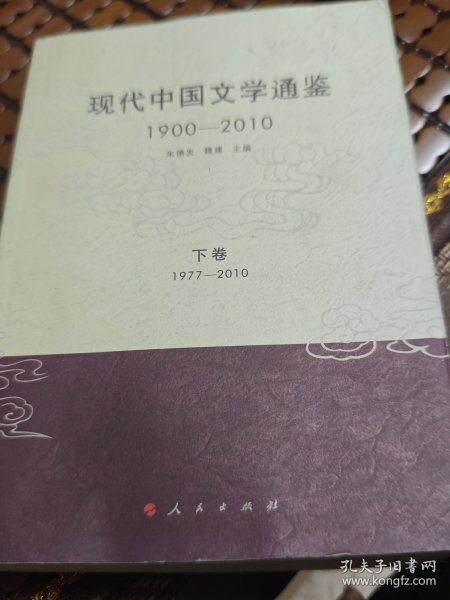 现代中国文学通鉴
1900—2010
朱德发 魏建 主编
下卷
1977—2010
人民出版社
孔夫子旧书网
www.kongfz.com